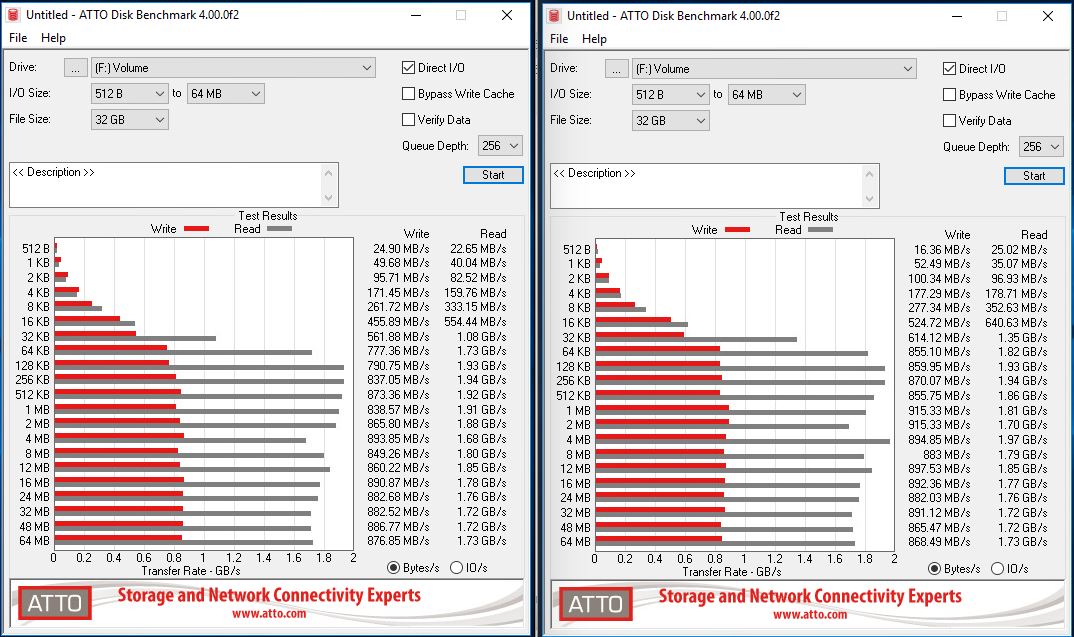 Untitled - ATTO Disk Benchmark 4.00.0f2
File Help
Drive: ... (F:) Volume Direct I/O
I/O Size: 512 B to 64 MB Bypass Write Cache
File Size: 32 GB Verify Data
Queue Depth: 256
<< Description >> Start
Test Results
Write Read Write Read
512 B 24.90 MB/s 22.65 MB/s
1 KB 49.68 MB/s 40.04 MB/s
2 KB 95.71 MB/s 82.52 MB/s
4 KB 171.45 MB/s 159.76 MB/s
8 KB 261.72 MB/s 333.15 MB/s
16 KB 455.89 MB/s 554.44 MB/s
32 KB 561.88 MB/s 1.08 GB/s
64 KB 777.36 MB/s 1.73 GB/s
128 KB 790.75 MB/s 1.93 GB/s
256 KB 837.05 MB/s 1.94 GB/s
512 KB 873.36 MB/s 1.92 GB/s
1 MB 838.57 MB/s 1.91 GB/s
2 MB 865.80 MB/s 1.88 GB/s
4 MB 893.85 MB/s 1.68 GB/s
8 MB 849.26 MB/s 1.80 GB/s
12 MB 860.22 MB/s 1.85 GB/s
16 MB 890.87 MB/s 1.78 GB/s
24 MB 882.68 MB/s 1.76 GB/s
32 MB 882.52 MB/s 1.72 GB/s
48 MB 886.77 MB/s 1.72 GB/s
64 MB 876.85 MB/s 1.73 GB/s
0 0.2 0.4 0.6 0.8 1 1.2 1.4 1.6 1.8 2
Transfer Rate - GB/s Bytes/s IO/s
ATTO Storage and Network Connectivity Experts
www.atto.com
Untitled - ATTO Disk Benchmark 4.00.0f2
File Help
Drive: ... (F:) Volume Direct I/O
I/O Size: 512 B to 64 MB Bypass Write Cache
File Size: 32 GB Verify Data
Queue Depth: 256
<< Description >> Start
Test Results
Write Read Write Read
512 B 16.36 MB/s 25.02 MB/s
1 KB 52.49 MB/s 35.07 MB/s
2 KB 100.34 MB/s 96.93 MB/s
4 KB 177.29 MB/s 178.71 MB/s
8 KB 277.34 MB/s 352.63 MB/s
16 KB 524.72 MB/s 640.63 MB/s
32 KB 614.12 MB/s 1.35 GB/s
64 KB 855.10 MB/s 1.82 GB/s
128 KB 859.95 MB/s 1.93 GB/s
256 KB 870.07 MB/s 1.94 GB/s
512 KB 855.75 MB/s 1.86 GB/s
1 MB 915.33 MB/s 1.81 GB/s
2 MB 915.33 MB/s 1.70 GB/s
4 MB 894.85 MB/s 1.97 GB/s
8 MB 883 MB/s 1.79 GB/s
12 MB 897.53 MB/s 1.85 GB/s
16 MB 892.36 MB/s 1.77 GB/s
24 MB 882.03 MB/s 1.76 GB/s
32 MB 891.12 MB/s 1.72 GB/s
48 MB 865.47 MB/s 1.72 GB/s
64 MB 868.49 MB/s 1.73 GB/s
0 0.2 0.4 0.6 0.8 1 1.2 1.4 1.6 1.8 2
Transfer Rate - GB/s Bytes/s IO/s
ATTO Storage and Network Connectivity Experts
www.atto.com